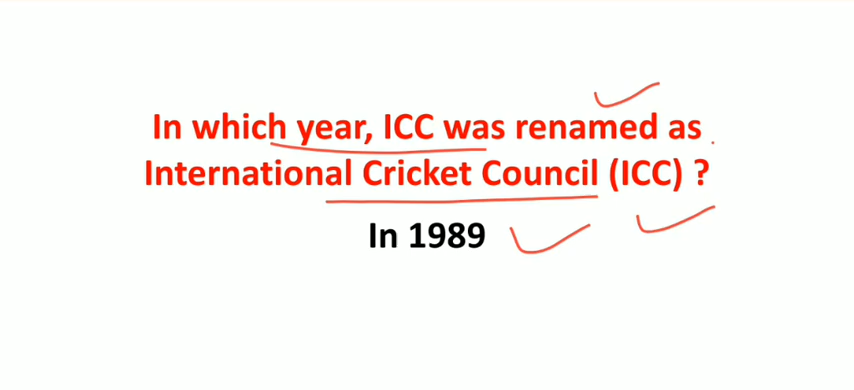 In which year, ICC was renamed as
International Cricket Council (ICC) ?
In 1989